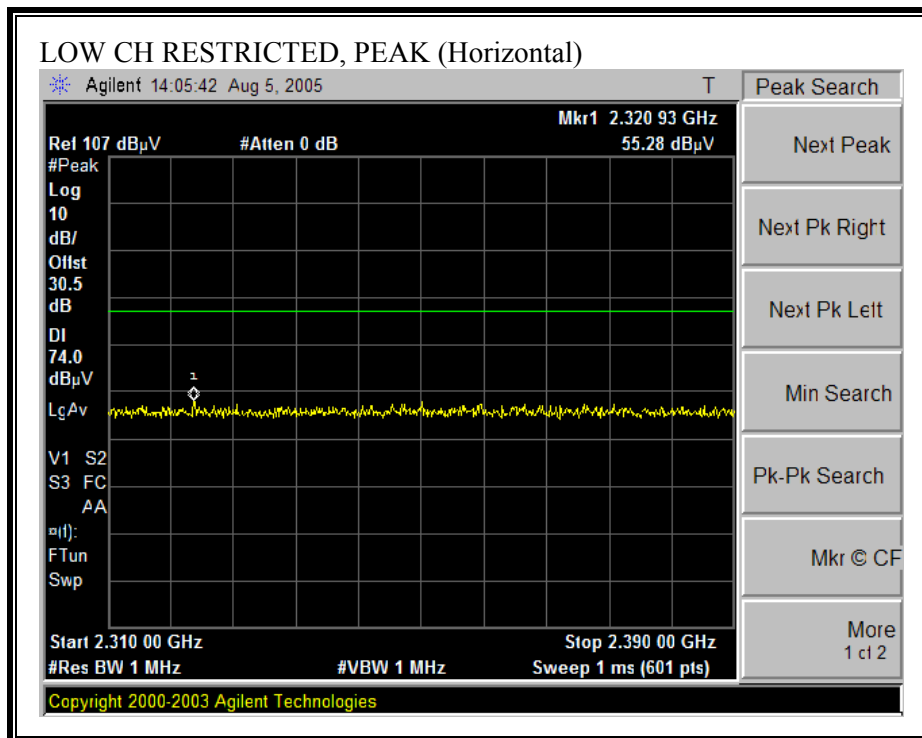 LOW CH RESTRICTED, PEAK (Horizontal)
Agilent 14:05:42 Aug 5, 2005 T
Peak Search
Mkr1 2.320 93 GHz
Ref 107 dBµV #Atten 0 dB 55.28 dBµV
#Peak
Log
10
dB/
Offst
30.5
dB
DI
74.0
dBµV
LgAv
1
V1 S2
S3 FC
AA
¤(f):
FTun
Swp
Start 2.310 00 GHz Stop 2.390 00 GHz
#Res BW 1 MHz #VBW 1 MHz Sweep 1 ms (601 pts)
Copyright 2000-2003 Agilent Technologies
Next Peak
Next Pk Right
Next Pk Left
Min Search
Pk-Pk Search
Mkr © CF
More
1 of 2